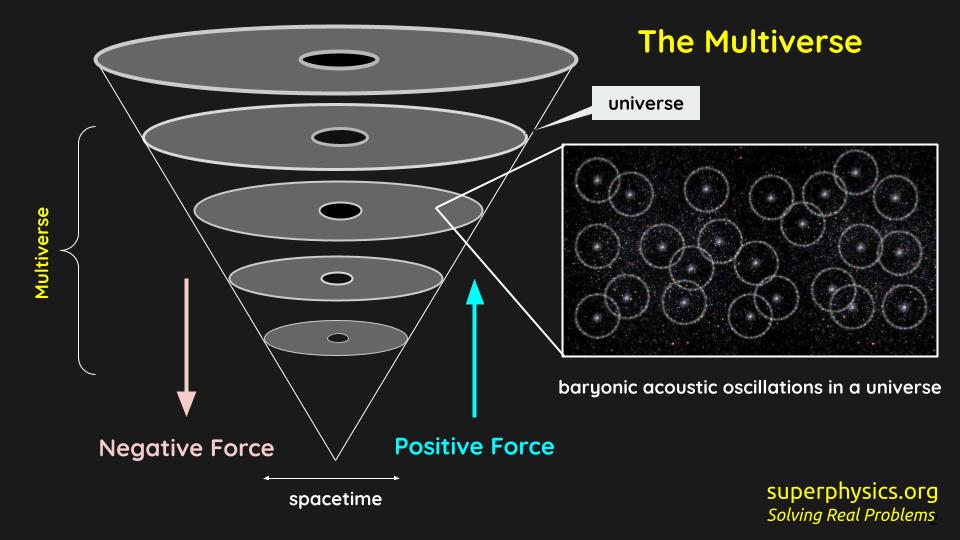 The Multiverse
universe
Multiverse
baryonic acoustic oscillations in a universe
Negative Force
Positive Force
spacetime
superphysics.org
Solving Real Problems